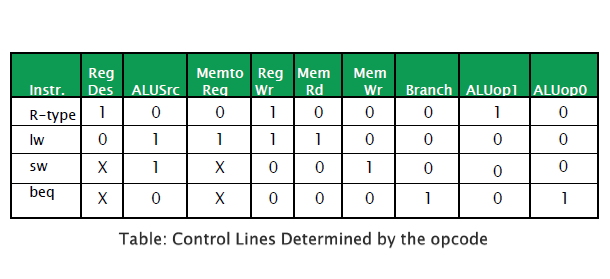 Reg Reg Memto Reg Mem Mem
Instr. Des ALUSrc Reg Wr Rd Wr Branch ALUop1 ALUop0
R-type 1 0 0 1 0 0 0 1 0
lw 0 1 1 1 1 0 0 0 0
sw X 1 X 0 0 1 0 0 0
beq X 0 X 0 0 0 1 0 1
Table: Control Lines Determined by the opcode